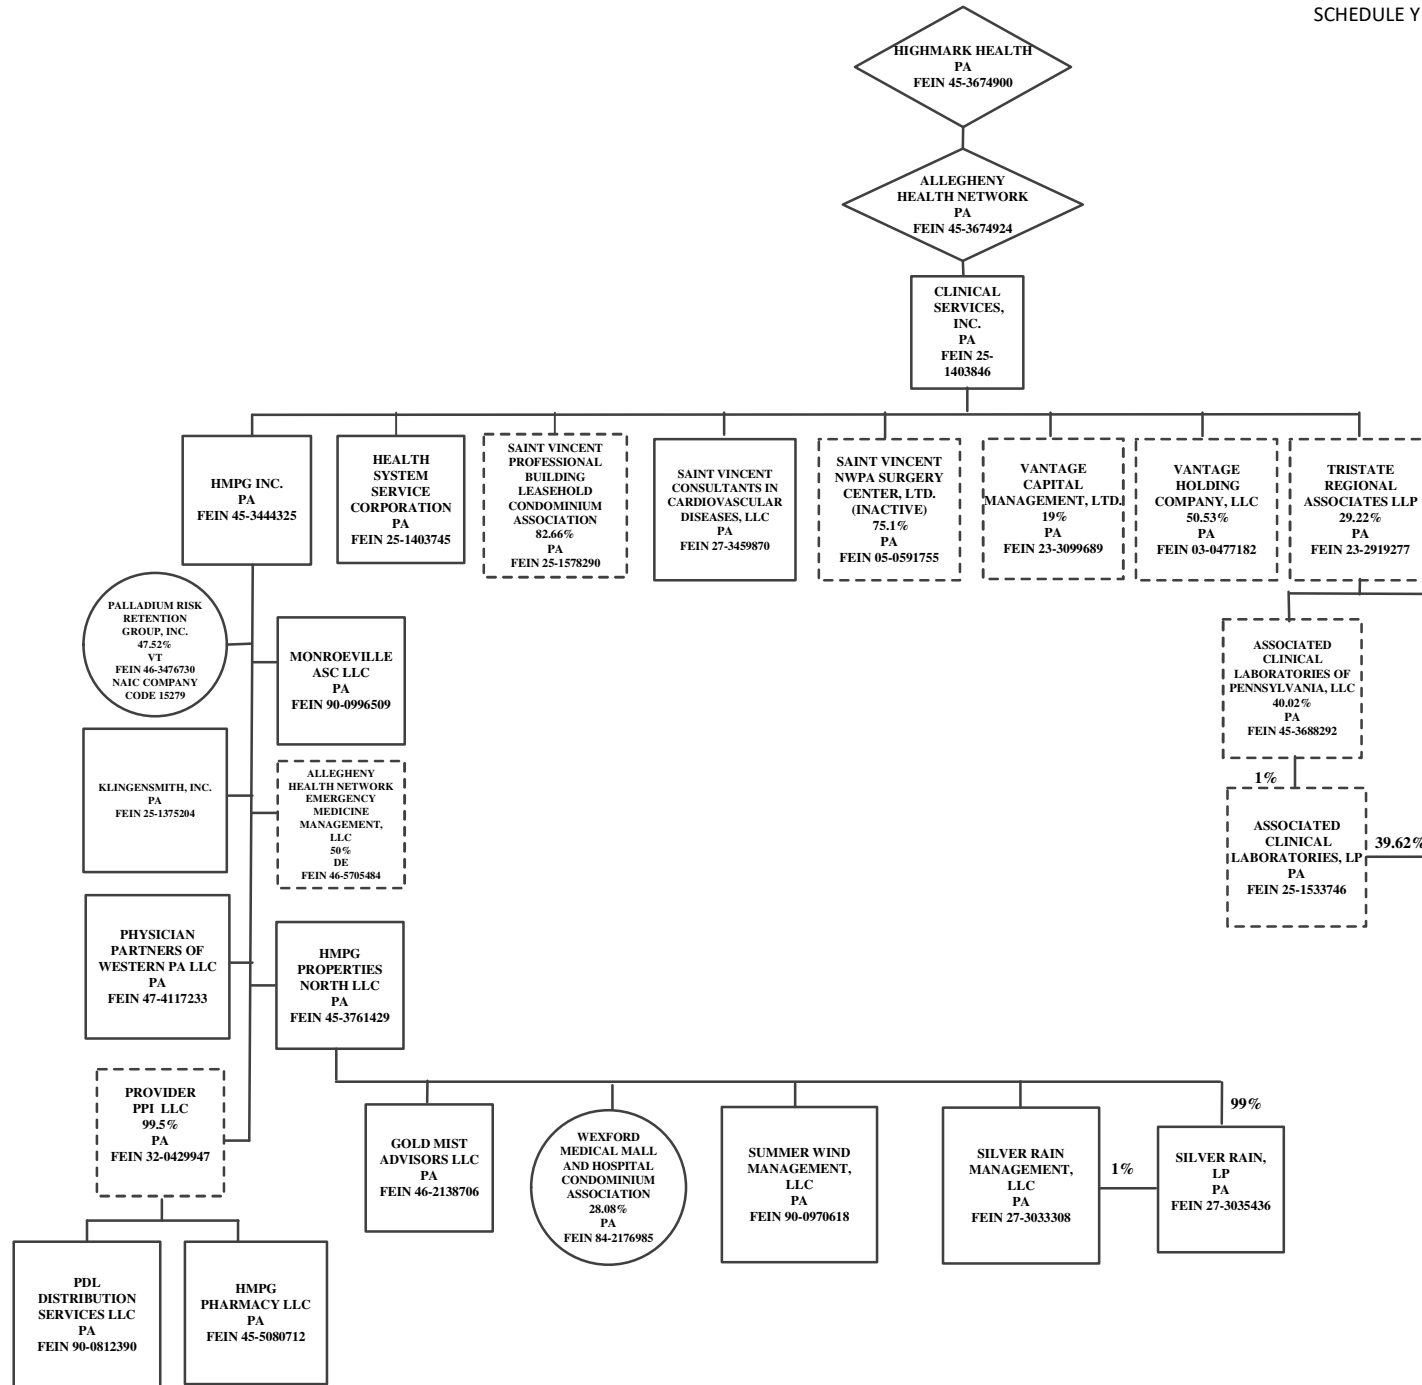 SCHEDULE Y
HIGHMARK HEALTH
PA
FEIN 45-3674900
ALLEGHENY
HEALTH NETWORK
PA
FEIN 45-3674924
CLINICAL
SERVICES,
INC.
PA
FEIN 25-
1403846
HMPG INC.
PA
FEIN 45-3444325
HEALTH
SYSTEM
SERVICE
CORPORATION
PA
FEIN 25-1403745
SAINT VINCENT
PROFESSIONAL
BUILDING
LEASEHOLD
CONDOMINIUM
ASSOCIATION
82.66%
PA
FEIN 25-1578290
SAINT VINCENT
CONSULTANTS IN
CARDIOVASCULAR
DISEASES, LLC
PA
FEIN 27-3459870
SAINT VINCENT
NWPA SURGERY
CENTER, LTD.
(INACTIVE)
75.1%
PA
FEIN 05-0591755
VANTAGE
CAPITAL
MANAGEMENT, LTD.
19%
PA
FEIN 23-3099689
VANTAGE
HOLDING
COMPANY, LLC
50.53%
PA
FEIN 03-0477182
TRISTATE
REGIONAL
ASSOCIATES LLP
29.22%
PA
FEIN 23-2919277
PALLADIUM RISK
RETENTION
GROUP, INC.
47.52%
VT
FEIN 46-3476730
NAIC COMPANY
CODE 15279
MONROEVILLE
ASC LLC
PA
FEIN 90-0996509
ASSOCIATED
CLINICAL
LABORATORIES OF
PENNSYLVANIA, LLC
40.02%
PA
FEIN 45-3688292
1%
KLINGENSMITH, INC.
PA
FEIN 25-1375204
ALLEGHENY
HEALTH NETWORK
EMERGENCY
MEDICINE
MANAGEMENT,
LLC
50%
DE
FEIN 46-5705484
ASSOCIATED
CLINICAL
LABORATORIES, LP
PA
FEIN 25-1533746
39.62%
PHYSICIAN
PARTNERS OF
WESTERN PA LLC
PA
FEIN 47-4117233
HMPG
PROPERTIES
NORTH LLC
PA
FEIN 45-3761429
PROVIDER
PPI LLC
99.5%
PA
FEIN 32-0429947
GOLD MIST
ADVISORS LLC
PA
FEIN 46-2138706
WEXFORD
MEDICAL MALL
AND HOSPITAL
CONDOMINIUM
ASSOCIATION
28.08%
PA
FEIN 84-2176985
SUMMER WIND
MANAGEMENT,
LLC
PA
FEIN 90-0970618
SILVER RAIN
MANAGEMENT,
LLC
PA
FEIN 27-3033308
1%
99%
SILVER RAIN,
LP
PA
FEIN 27-3035436
PDL
DISTRIBUTION
SERVICES LLC
PA
FEIN 90-0812390
HMPG
PHARMACY LLC
PA
FEIN 45-5080712